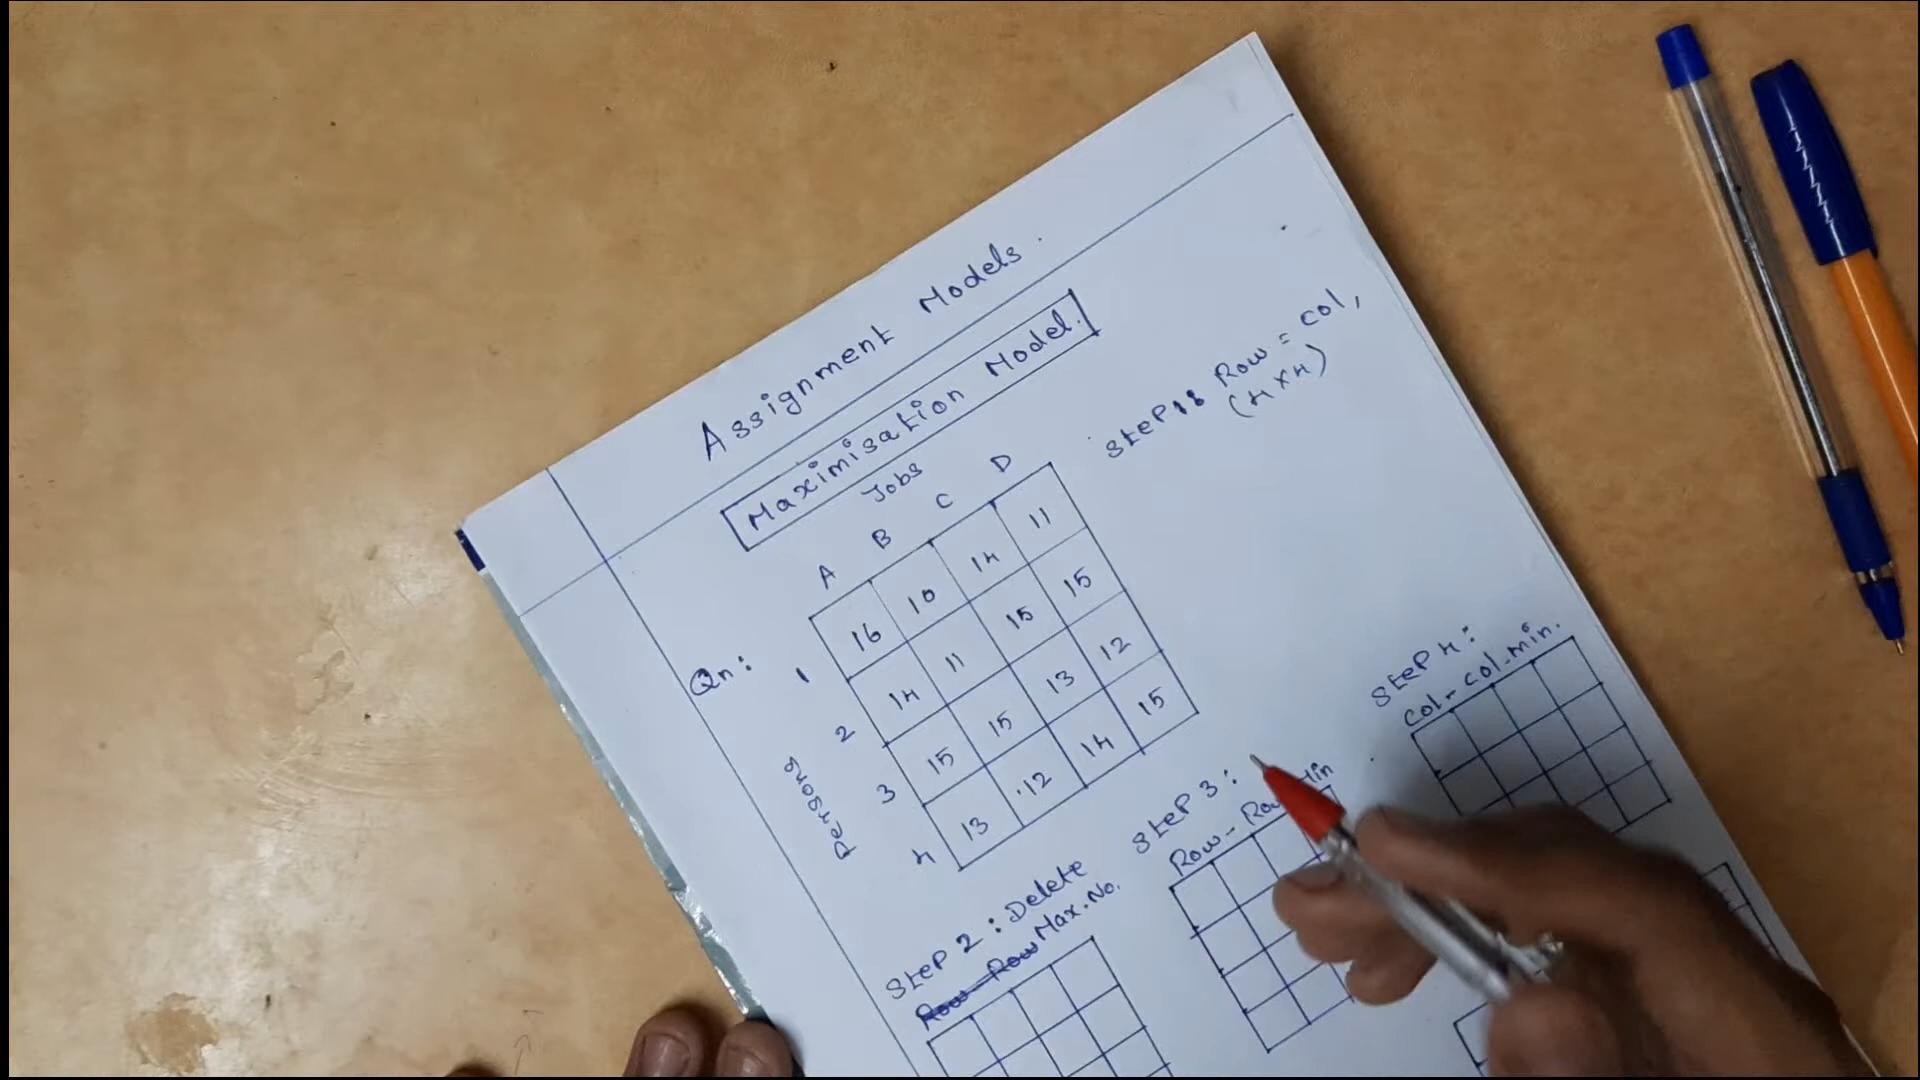 Assignment Models.
Maximisation Model.
Jobs
A B C D
Qn:
Persons
1 16 10 14 11
2 14 11 15 15
3 15 15 13 12
4 13 12 14 15
Step 1: Row = Col,
(4x4)
Step 2: Delete
Row - Row Max. No.
Step 3:
Row - Min
Step 4:
Col - Col. Min.